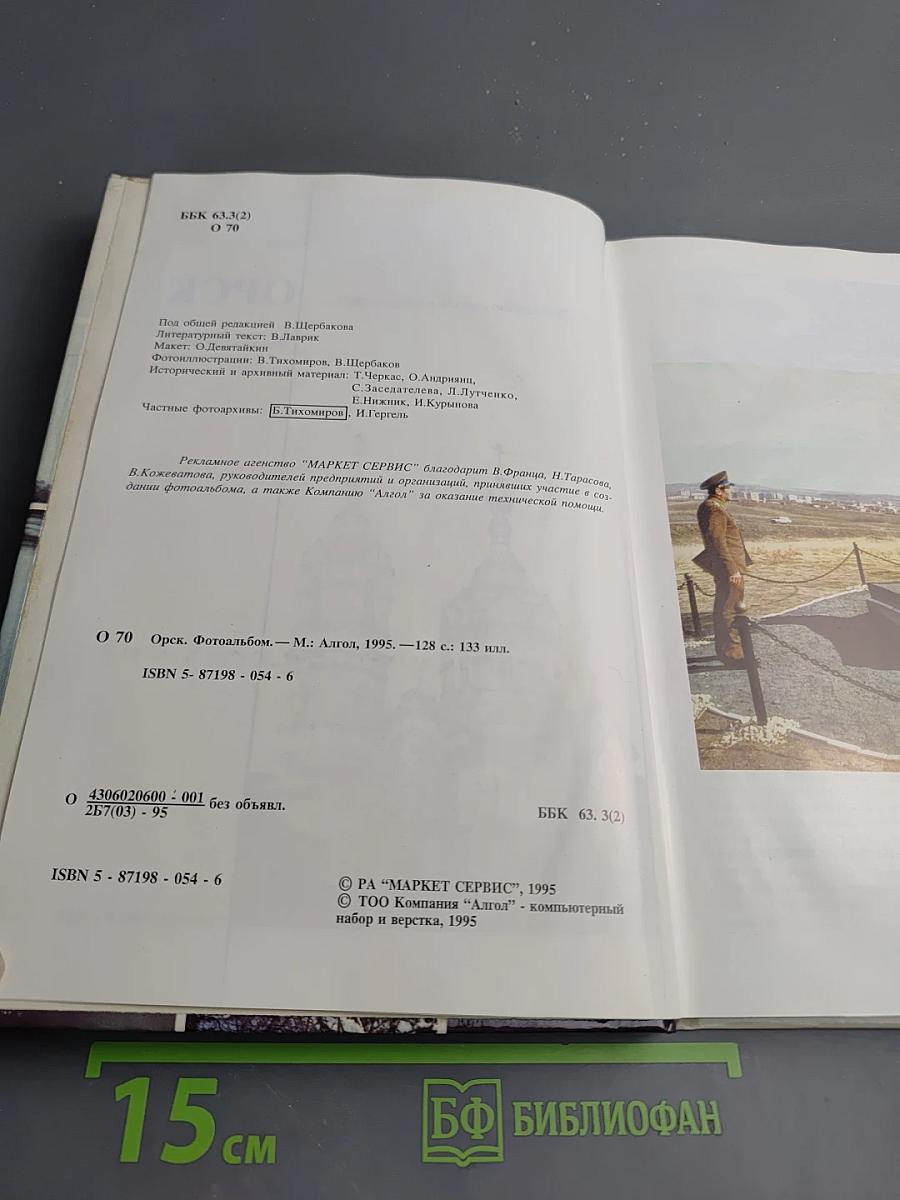 ББК 63.3(2)
О 70
Под общей редакцией В.Щербакова
Литературный текст: В.Лаврик
Макет: О.Девятайкин
Фотоиллюстрации: В.Тихомиров, В.Щербаков
Исторический и архивный материал: Т.Черкас, О.Андриянц,
С.Заседателева, Л.Лутченко,
Е.Нижник, И.Курынова
Частные фотоархивы: Б.Тихомиров, И.Гергель
Рекламное агенство “МАРКЕТ СЕРВИС” благодарит В.Франца, Н.Тарасова,
В.Кожеватова, руководителей предприятий и организаций, принявших участие в соз-
дании фотоальбома, а также Компанию “Алгол” за оказание технической помощи.
О 70 Орск. Фотоальбом.— М.: Алгол, 1995. —128 с.: 133 илл.
ISBN 5- 87198 - 054 - 6
О 4306020600 - 001
2Б7(03) - 95 без объявл.
ББК 63. 3(2)
ISBN 5 - 87198 - 054 - 6
© РА “МАРКЕТ СЕРВИС”, 1995
© ТОО Компания “Алгол” - компьютерный
набор и верстка, 1995
ОРСК
15 см
БФ БИБЛИОФАН